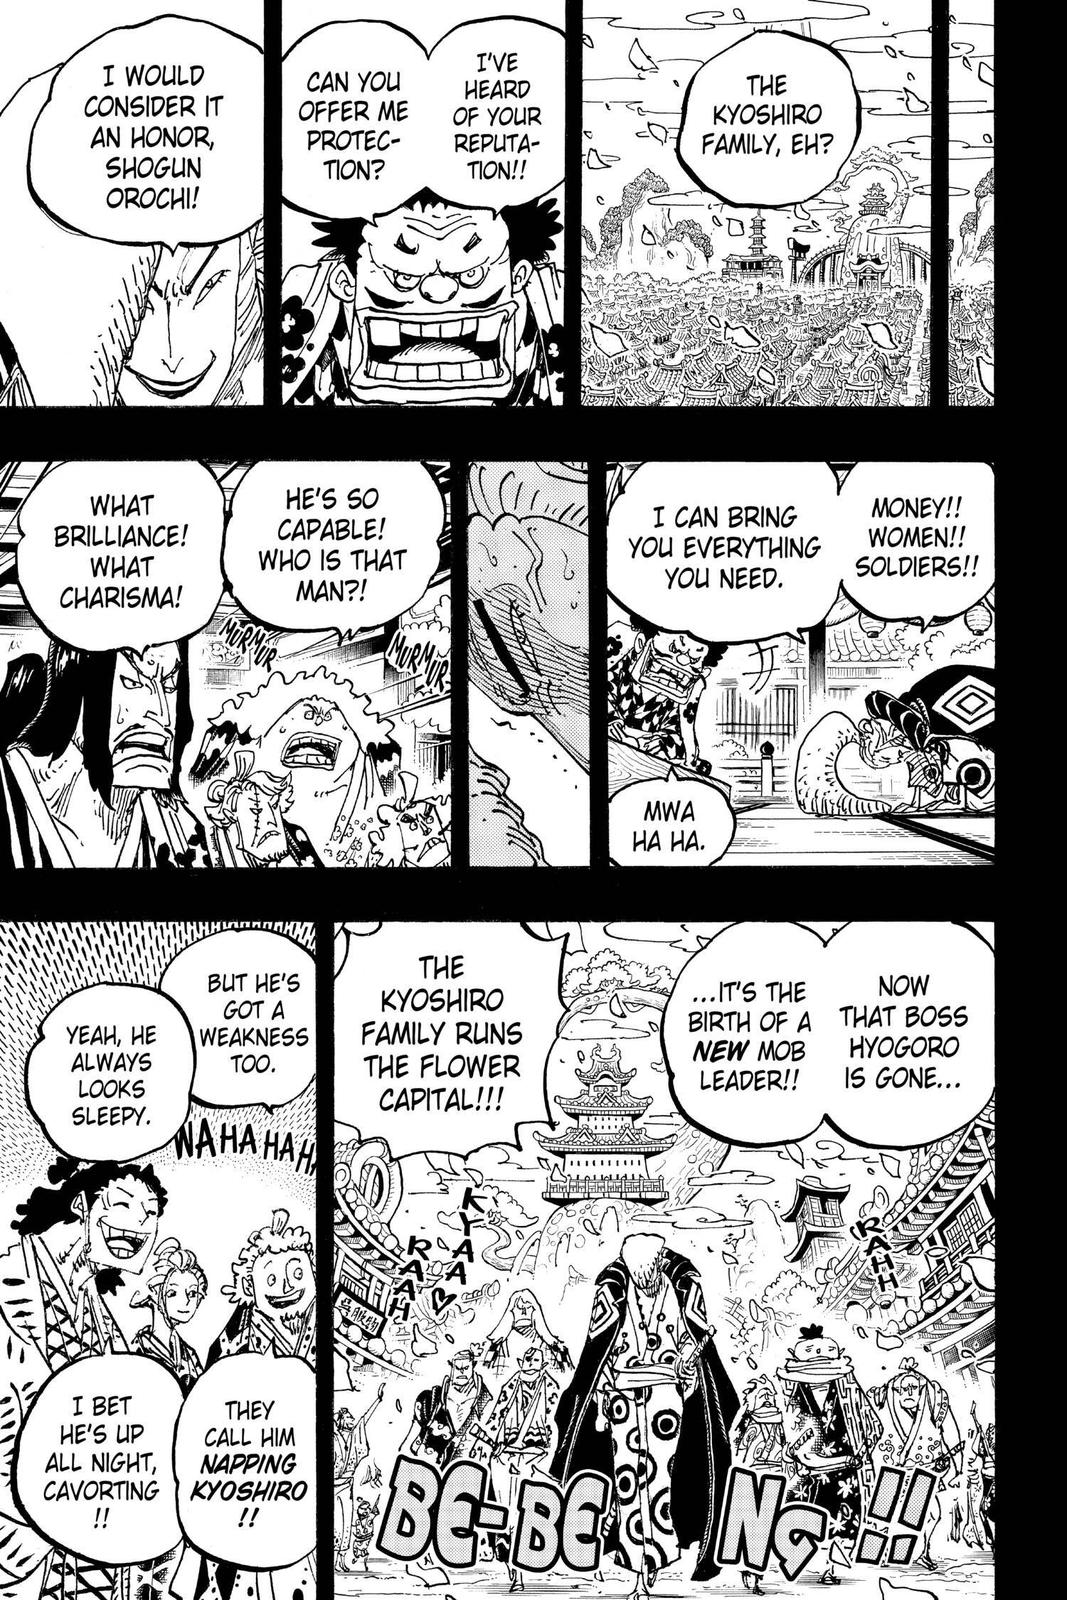 THE
KYOSHIRO
FAMILY, EH?
I'VE
HEARD
OF YOUR
REPUTA-
TION!!
CAN YOU
OFFER ME
PROTEC-
TION?
I WOULD
CONSIDER IT
AN HONOR,
SHOGUN
OROCHI!
MONEY!!
WOMEN!!
SOLDIERS!!
I CAN BRING
YOU EVERYTHING
YOU NEED.
MWA
HA HA.
HE'S SO
CAPABLE!
WHO IS THAT
MAN?!
MURMUR
MURMUR
WHAT
BRILLIANCE!
WHAT
CHARISMA!
NOW
THAT BOSS
HYOGORO
IS GONE...
...IT'S THE
BIRTH OF A
NEW MOB
LEADER!!
THE
KYOSHIRO
FAMILY RUNS
THE FLOWER
CAPITAL!!!
RAHH
KYAA♡
RAAH
BE-BENG!!
BUT HE'S
GOT A
WEAKNESS
TOO.
YEAH, HE
ALWAYS
LOOKS
SLEEPY.
WA HA HA HA
THEY
CALL HIM
NAPPING
KYOSHIRO
!!
I BET
HE'S UP
ALL NIGHT,
CAVORTING
!!